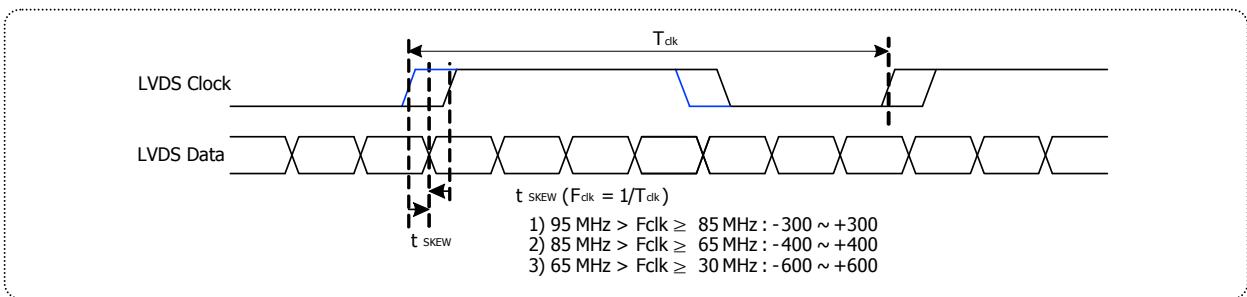 Tclk
LVDS Clock
LVDS Data
t SKEW (Fclk = 1/Tclk)
1) 95 MHz > Fclk ≥ 85 MHz : -300 ~ +300
2) 85 MHz > Fclk ≥ 65 MHz : -400 ~ +400
3) 65 MHz > Fclk ≥ 30 MHz : -600 ~ +600
t SKEW